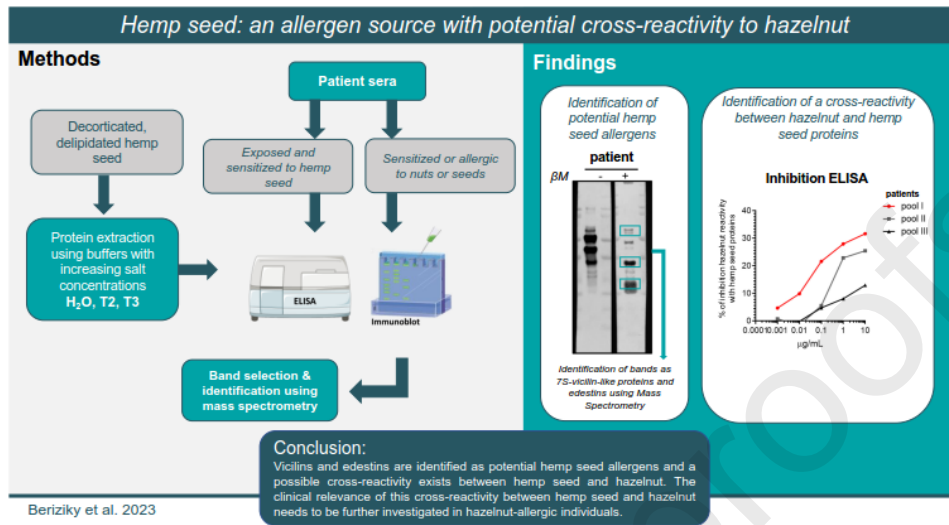 Hemp seed: an allergen source with potential cross-reactivity to hazelnut
Methods
Patient sera
Decorticated,
delipidated hemp
seed
Exposed and
sensitized to hemp
seed
Sensitized or allergic
to nuts or seeds
Protein extraction
using buffers with
increasing salt
concentrations
H₂O, T2, T3
ELISA
Immunoblot
Band selection &
identification using
mass spectrometry
Findings
Identification of
potential hemp
seed allergens
patient
βM - +
Identification of bands as
7S-vicilin-like proteins and
edestins using Mass
Spectrometry
Identification of a cross-reactivity
between hazelnut and hemp
seed proteins
Inhibition ELISA
patients
pool I
pool II
pool III
% of inhibition hazelnut reactivity
with hemp seed proteins
40
30
20
10
0
0.0001 0.001 0.01 0.1 1 10
µg/mL
Conclusion:
Vicilins and edestins are identified as potential hemp seed allergens and a
possible cross-reactivity exists between hemp seed and hazelnut. The
clinical relevance of this cross-reactivity between hemp seed and hazelnut
needs to be further investigated in hazelnut-allergic individuals.
Beriziky et al. 2023
proofs